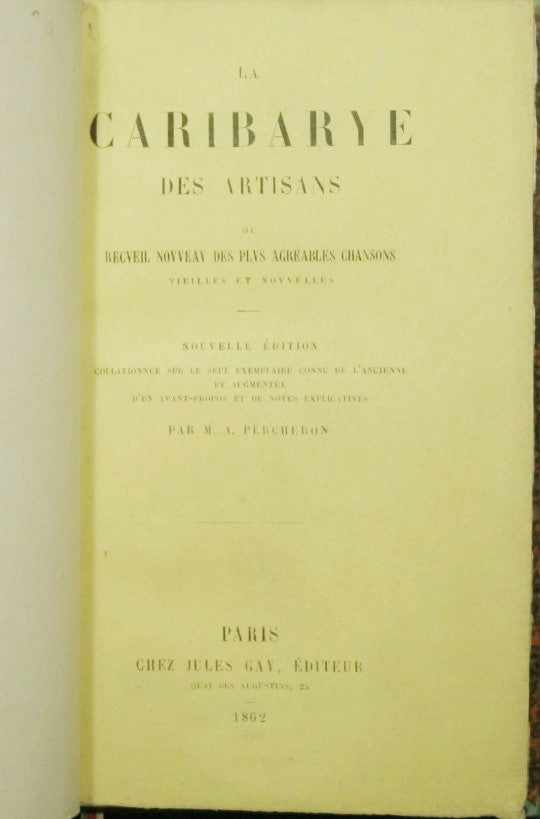 LA
CARIBARYE
DES ARTISANS
OU
RECVEIL NOVVEAV DES PLVS AGREABLES CHANSONS
VIEILLES ET NOVVELLES
NOUVELLE ÉDITION
COLLATIONNÉE SUR LE SEUL EXEMPLAIRE CONNU DE L'ANCIENNE
ET AUGMENTÉE
D'UN AVANT-PROPOS ET DE NOTES EXPLICATIVES
PAR M. A. PERCHERON
PARIS
CHEZ JULES GAY, ÉDITEUR
QUAI DES AUGUSTINS, 25
1862